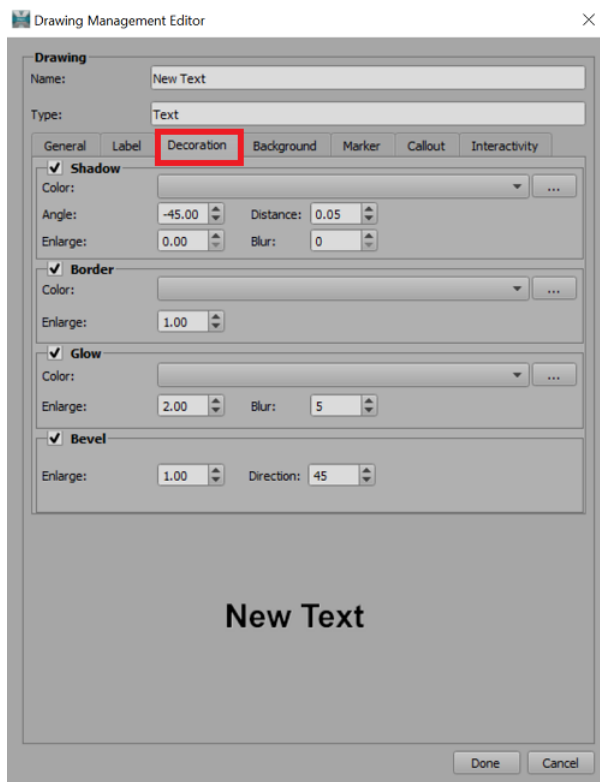 Drawing Management Editor
Drawing
Name: New Text
Type: Text
General Label Decoration Background Marker Callout Interactivity
Shadow
Color: ...
Angle: -45.00 Distance: 0.05
Enlarge: 0.00 Blur: 0
Border
Color: ...
Enlarge: 1.00
Glow
Color: ...
Enlarge: 2.00 Blur: 5
Bevel
Enlarge: 1.00 Direction: 45
New Text
Done Cancel